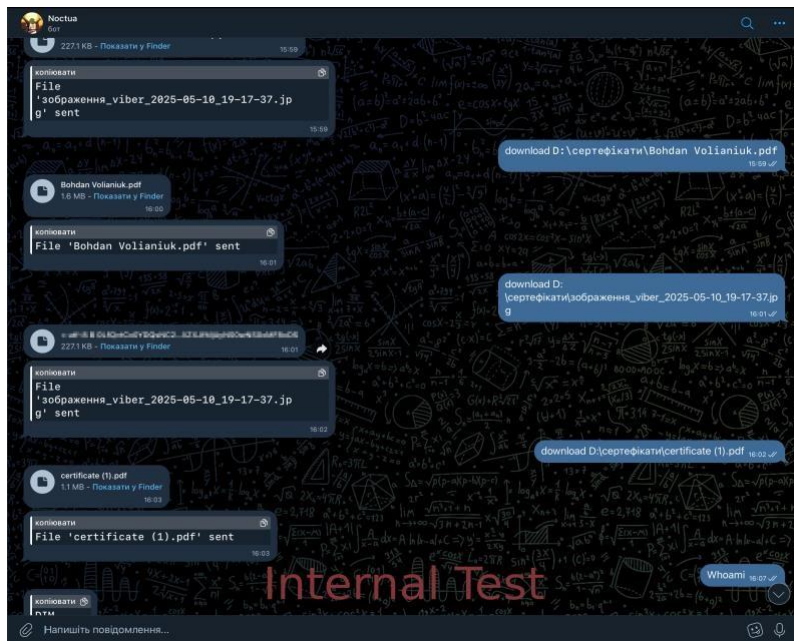 Noctua
бот
227.1 KB - Показати у Finder
15:59
копіювати
File
'зображення_viber_2025-05-10_19-17-37.jp
g' sent
15:59
download D:\сертефікати\Bohdan Volianiuk.pdf
15:59
Bohdan Volianiuk.pdf
1.6 MB - Показати у Finder
16:00
копіювати
File 'Bohdan Volianiuk.pdf' sent
16:01
download D:
\сертефікати\зображення_viber_2025-05-10_19-17-37.jp
g
16:01
227.1 KB - Показати у Finder
16:01
копіювати
File
'зображення_viber_2025-05-10_19-17-37.jp
g' sent
16:02
download D:\сертефікати\certificate (1).pdf
16:02
certificate (1).pdf
1.1 MB - Показати у Finder
16:03
копіювати
File 'certificate (1).pdf' sent
16:03
Internal Test
Whoami
16:07
копіювати
Напишіть повідомлення...